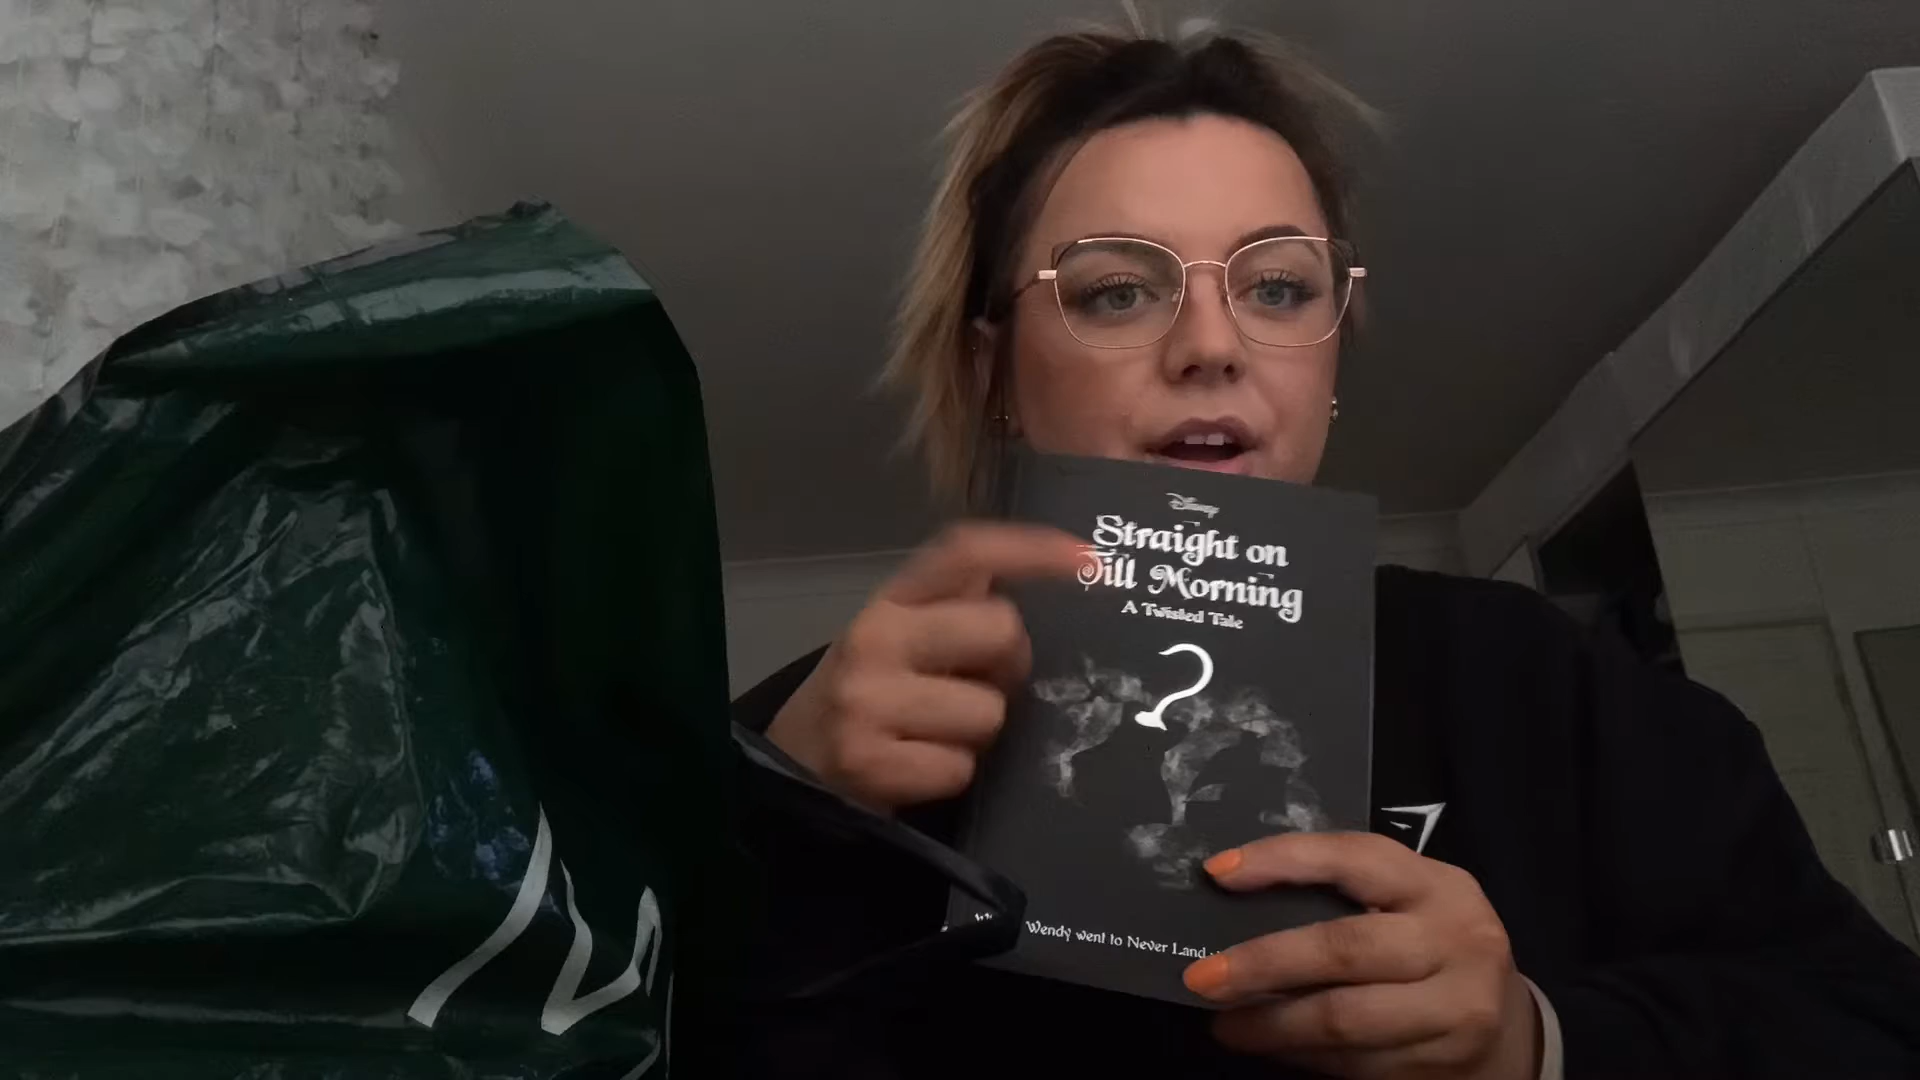 Disney
Straight on
Till Morning
A Twisted Tale
Wendy went to Never Land